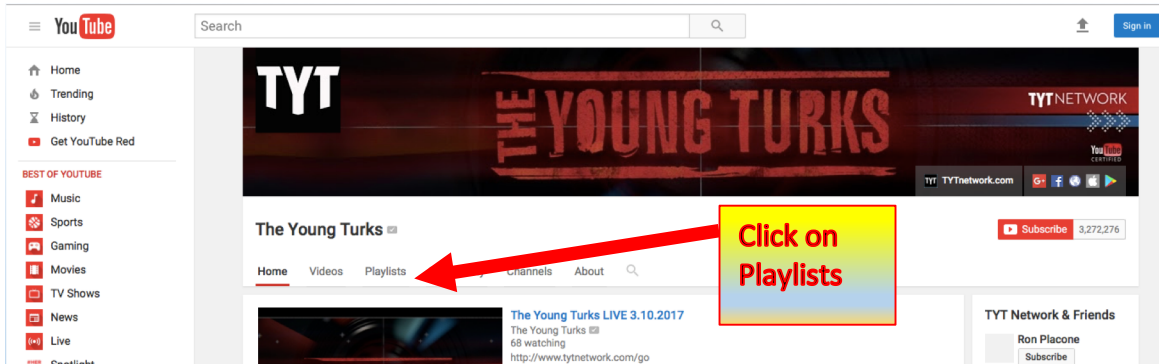 YouTube
Search
Sign in
Home
Trending
History
Get YouTube Red
BEST OF YOUTUBE
Music
Sports
Gaming
Movies
TV Shows
News
Live
TYT
THE YOUNG TURKS
TYTNETWORK
YouTube
CERTIFIED
TYT TYTnetwork.com
G+
The Young Turks
Subscribe 3,272,276
Home Videos Playlists Channels About
Click on
Playlists
The Young Turks LIVE 3.10.2017
The Young Turks
68 watching
http://www.tytnetwork.com/go
TYT Network & Friends
Ron Placone
Subscribe